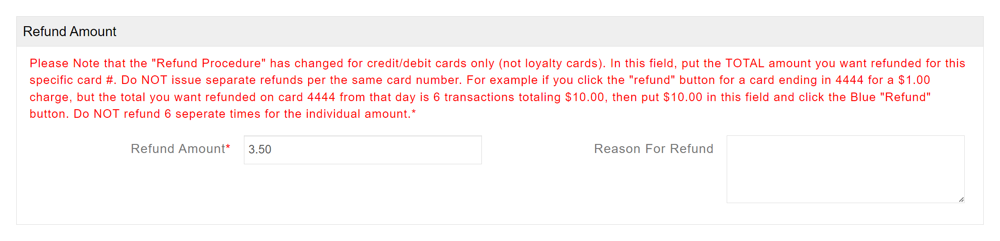 Refund Amount
Please Note that the "Refund Procedure" has changed for credit/debit cards only (not loyalty cards). In this field, put the TOTAL amount you want refunded for this
specific card #. Do NOT issue separate refunds per the same card number. For example if you click the "refund" button for a card ending in 4444 for a $1.00
charge, but the total you want refunded on card 4444 from that day is 6 transactions totaling $10.00, then put $10.00 in this field and click the Blue "Refund"
button. Do NOT refund 6 seperate times for the individual amount.*
Refund Amount* 3.50 Reason For Refund